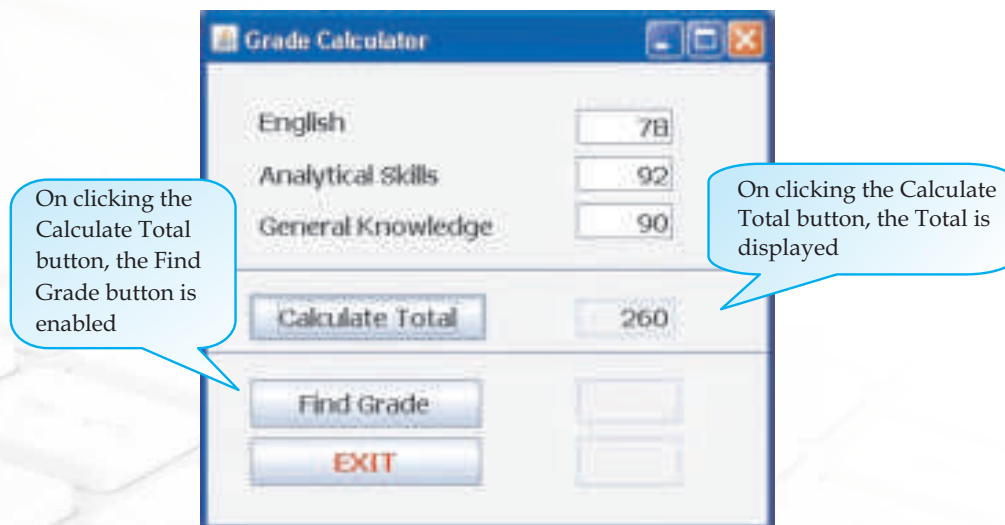 Grade Calculator
English 78
Analytical Skills 92
General Knowledge 90
Calculate Total 260
Find Grade
EXIT
On clicking the
Calculate Total
button, the Find
Grade button is
enabled
On clicking the Calculate
Total button, the Total is
displayed